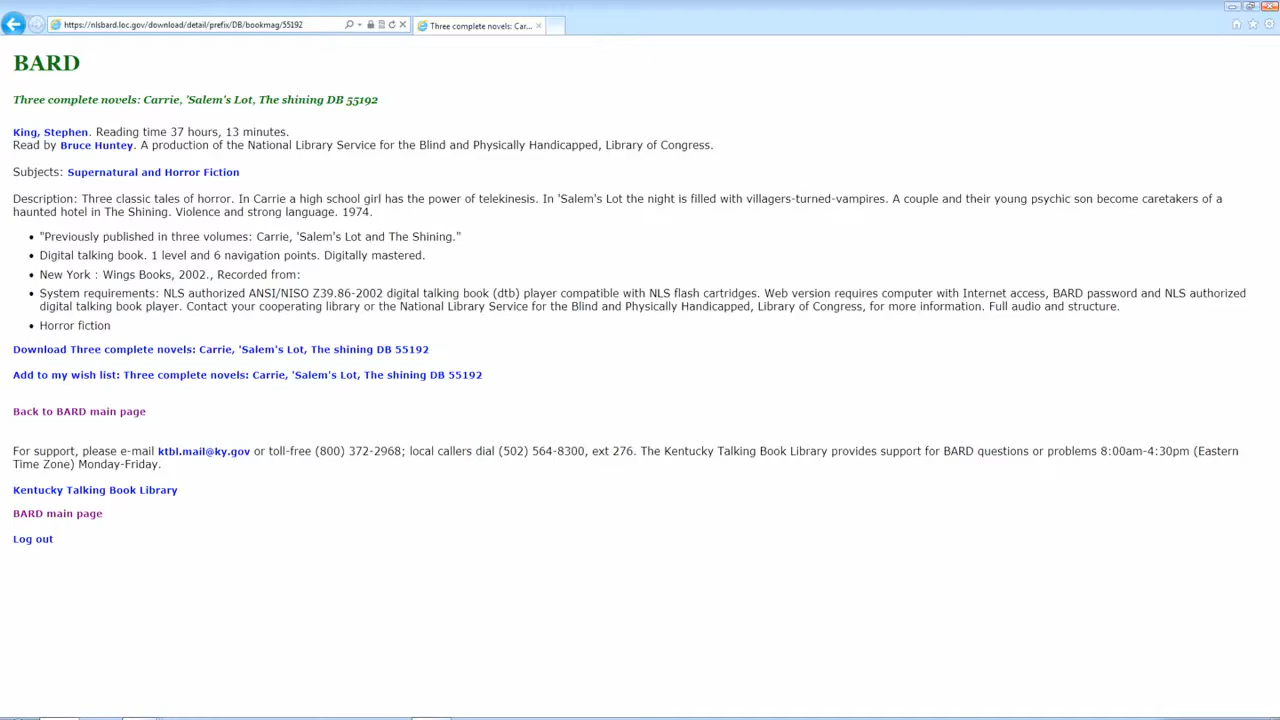 https://nlsbard.loc.gov/download/detail/prefix/DB/bookmag/55192
Three complete novels: Car...
BARD
Three complete novels: Carrie, 'Salem's Lot, The shining DB 55192
King, Stephen. Reading time 37 hours, 13 minutes.
Read by Bruce Huntey. A production of the National Library Service for the Blind and Physically Handicapped, Library of Congress.
Subjects: Supernatural and Horror Fiction
Description: Three classic tales of horror. In Carrie a high school girl has the power of telekinesis. In 'Salem's Lot the night is filled with villagers-turned-vampires. A couple and their young psychic son become caretakers of a
haunted hotel in The Shining. Violence and strong language. 1974.
• "Previously published in three volumes: Carrie, 'Salem's Lot and The Shining."
• Digital talking book. 1 level and 6 navigation points. Digitally mastered.
• New York : Wings Books, 2002., Recorded from:
• System requirements: NLS authorized ANSI/NISO Z39.86-2002 digital talking book (dtb) player compatible with NLS flash cartridges. Web version requires computer with Internet access, BARD password and NLS authorized
digital talking book player. Contact your cooperating library or the National Library Service for the Blind and Physically Handicapped, Library of Congress, for more information. Full audio and structure.
• Horror fiction
Download Three complete novels: Carrie, 'Salem's Lot, The shining DB 55192
Add to my wish list: Three complete novels: Carrie, 'Salem's Lot, The shining DB 55192
Back to BARD main page
For support, please e-mail ktbl.mail@ky.gov or toll-free (800) 372-2968; local callers dial (502) 564-8300, ext 276. The Kentucky Talking Book Library provides support for BARD questions or problems 8:00am-4:30pm (Eastern
Time Zone) Monday-Friday.
Kentucky Talking Book Library
BARD main page
Log out